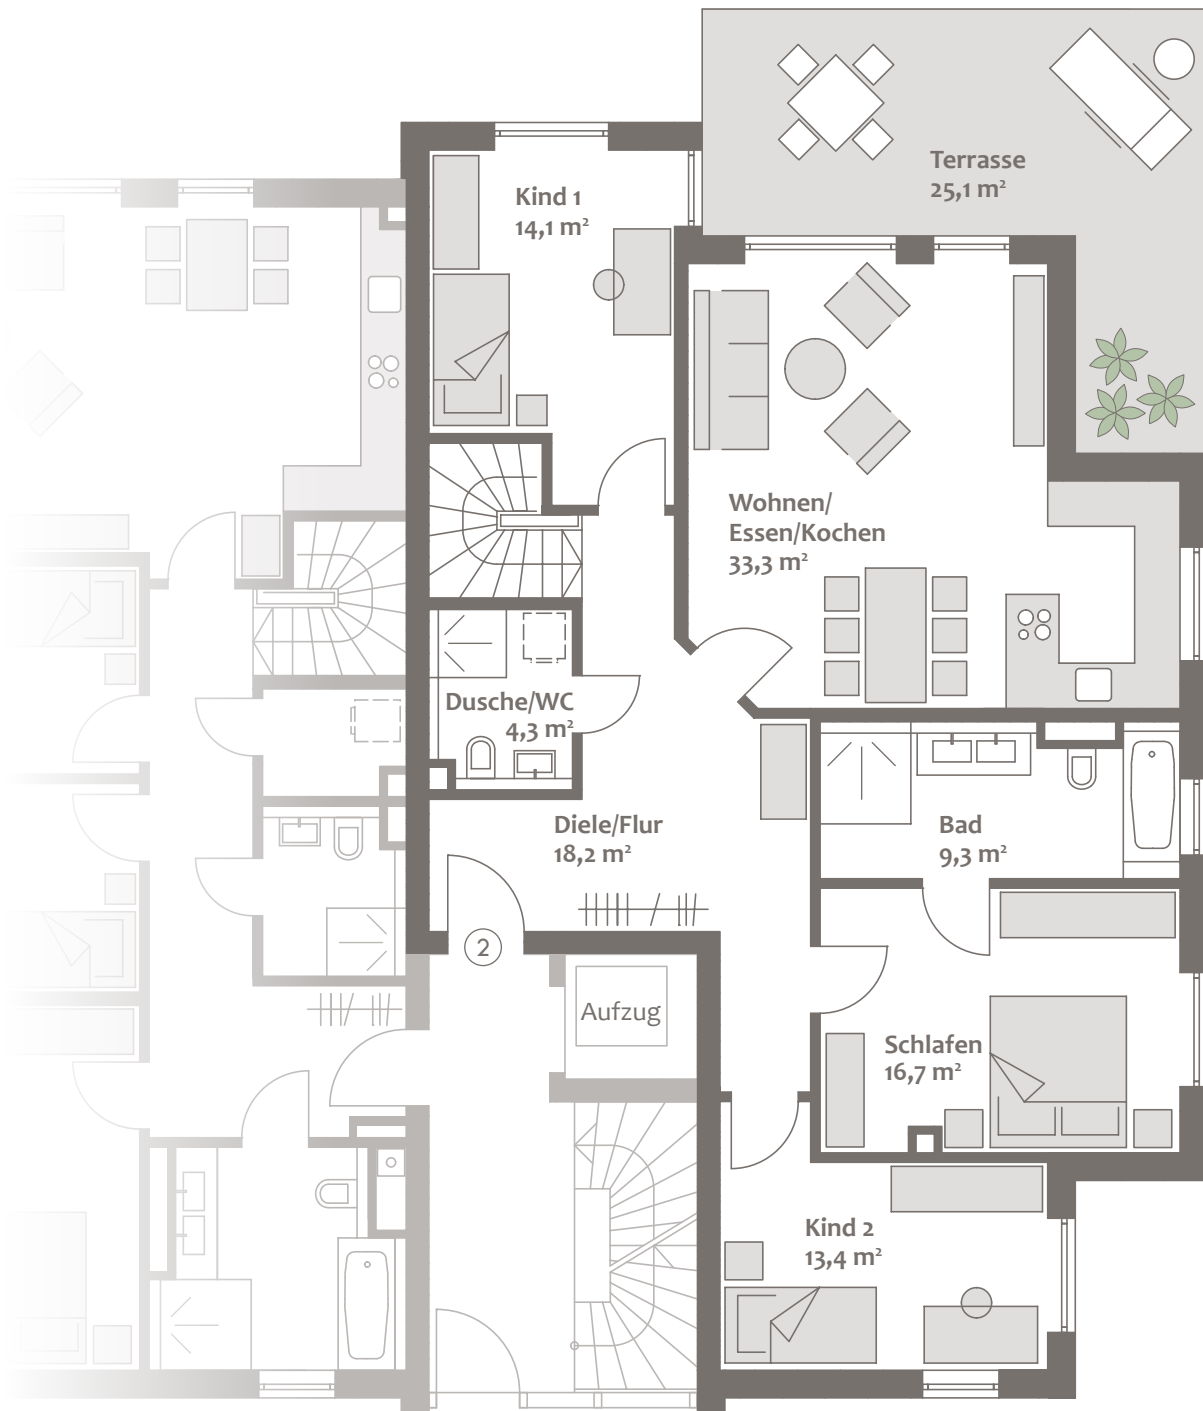 Terrasse
25,1 m²
Kind 1
14,1 m²
Wohnen/
Essen/Kochen
33,3 m²
Dusche/WC
4,3 m²
Diele/Flur
18,2 m²
Bad
9,3 m²
2
Aufzug
Schlafen
16,7 m²
Kind 2
13,4 m²